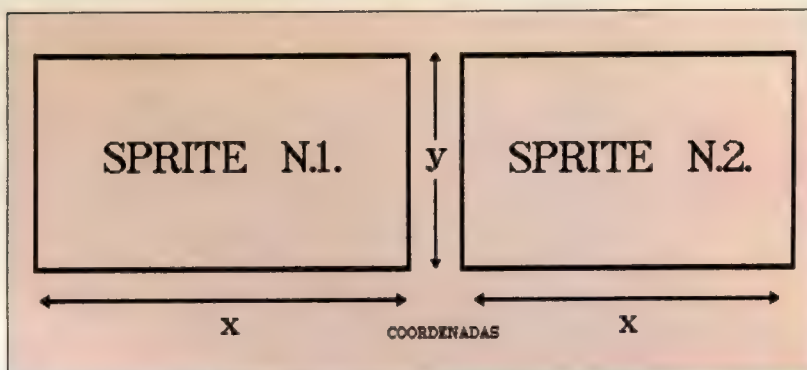 SPRITE N.1.
y
SPRITE N.2.
x
COORDENADAS
x